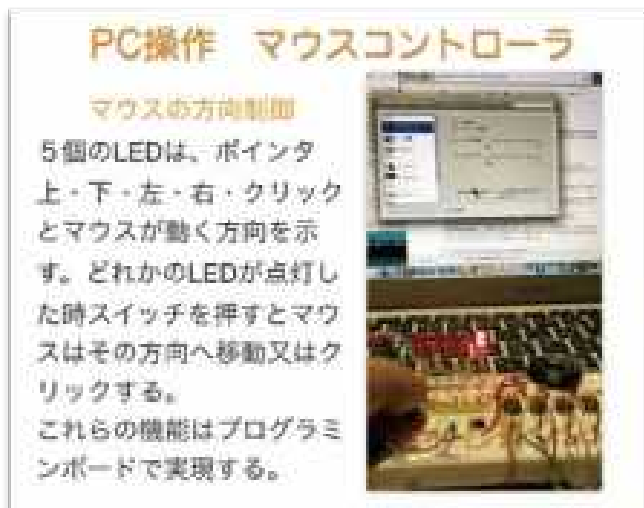 PC操作　マウスコントローラ
マウスの方向制御
５個のLEDは、ポインタ
上・下・左・右・クリック
とマウスが動く方向を示
す。どれかのLEDが点灯し
た時スイッチを押すとマウ
スはその方向へ移動又はク
リックする。
これらの機能はプログラミ
ンボードで実現する。